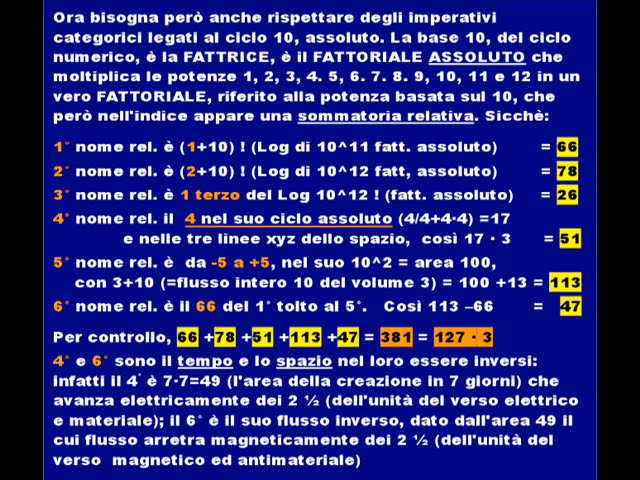 Ora bisogna però anche rispettare degli imperativi
categorici legati al ciclo 10, assoluto. La base 10, del ciclo
numerico, è la FATTRICE, è il FATTORIALE ASSOLUTO che
moltiplica le potenze 1, 2, 3, 4. 5, 6. 7. 8. 9, 10, 11 e 12 in un
vero FATTORIALE, riferito alla potenza basata sul 10, che
però nell'indice appare una sommatoria relativa. Sicchè:
1° nome rel. è (1+10) ! (Log di 10^11 fatt. assoluto) = 66
2° nome rel. è (2+10) ! (Log di 10^12 fatt, assoluto) = 78
3° nome rel. è 1 terzo del Log 10^12 ! (fatt. assoluto) = 26
4° nome rel. il 4 nel suo ciclo assoluto (4/4+4·4) =17
e nelle tre linee xyz dello spazio, così 17 · 3 = 51
5° nome rel. è da -5 a +5, nel suo 10^2 = area 100,
con 3+10 (=flusso intero 10 del volume 3) = 100 +13 = 113
6° nome rel. è il 66 del 1° tolto al 5°. Così 113 –66 = 47
Per controllo, 66 +78 +51 +113 +47 = 381 = 127 · 3
4° e 6° sono il tempo e lo spazio nel loro essere inversi:
infatti il 4° è 7·7=49 (l'area della creazione in 7 giorni) che
avanza elettricamente dei 2 ½ (dell'unità del verso elettrico
e materiale); il 6° è il suo flusso inverso, dato dall'area 49 il
cui flusso arretra magneticamente dei 2 ½ (dell'unità del
verso magnetico ed antimateriale)